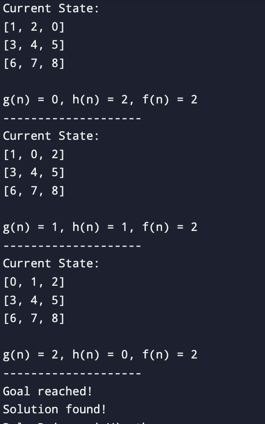 Current State:
[1, 2, 0]
[3, 4, 5]
[6, 7, 8]
g(n) = 0, h(n) = 2, f(n) = 2
--------------------
Current State:
[1, 0, 2]
[3, 4, 5]
[6, 7, 8]
g(n) = 1, h(n) = 1, f(n) = 2
--------------------
Current State:
[0, 1, 2]
[3, 4, 5]
[6, 7, 8]
g(n) = 2, h(n) = 0, f(n) = 2
--------------------
Goal reached!
Solution found!